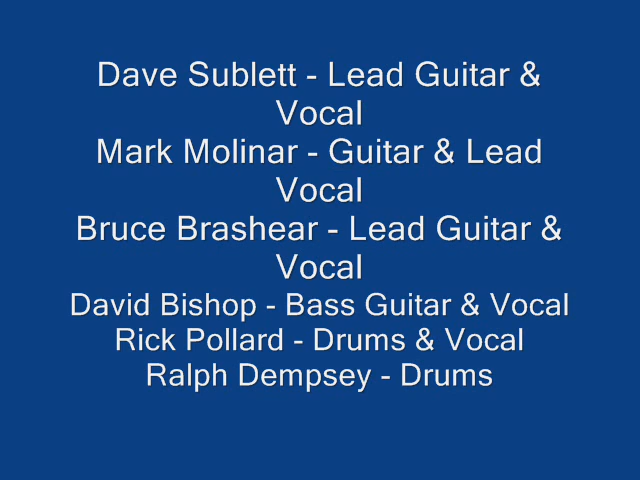 Dave Sublett - Lead Guitar &
Vocal
Mark Molinar - Guitar & Lead
Vocal
Bruce Brashear - Lead Guitar &
Vocal
David Bishop - Bass Guitar & Vocal
Rick Pollard - Drums & Vocal
Ralph Dempsey - Drums